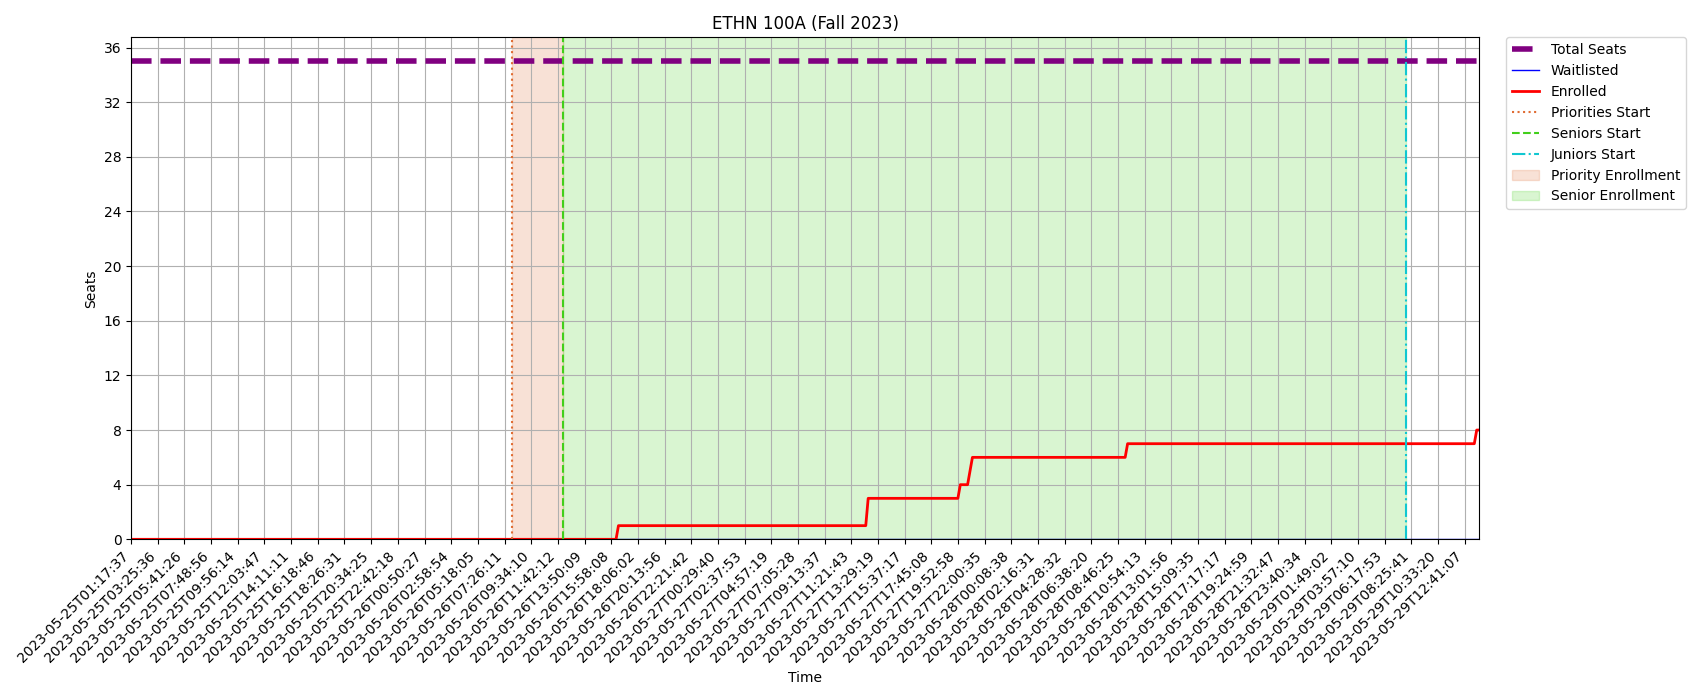 ETHN 100A (Fall 2023)
36
32
28
24
20
16
12
8
4
0
Seats
2023-05-25T01:17:37
2023-05-25T03:25:36
2023-05-25T05:41:26
2023-05-25T07:48:56
2023-05-25T09:56:14
2023-05-25T12:03:47
2023-05-25T14:11:11
2023-05-25T16:18:46
2023-05-25T18:26:31
2023-05-25T20:34:25
2023-05-25T22:42:18
2023-05-26T00:50:27
2023-05-26T02:58:54
2023-05-26T05:18:05
2023-05-26T07:26:11
2023-05-26T09:34:10
2023-05-26T11:42:12
2023-05-26T13:50:09
2023-05-26T15:58:08
2023-05-26T18:06:02
2023-05-26T20:13:56
2023-05-26T22:21:42
2023-05-27T00:29:40
2023-05-27T02:37:53
2023-05-27T04:57:19
2023-05-27T07:05:28
2023-05-27T09:13:37
2023-05-27T11:21:43
2023-05-27T13:29:19
2023-05-27T15:37:17
2023-05-27T17:45:08
2023-05-27T19:52:58
2023-05-27T22:00:35
2023-05-28T00:08:38
2023-05-28T02:16:31
2023-05-28T04:28:32
2023-05-28T06:38:20
2023-05-28T08:46:25
2023-05-28T10:54:13
2023-05-28T13:01:56
2023-05-28T15:09:35
2023-05-28T17:17:17
2023-05-28T19:24:59
2023-05-28T21:32:47
2023-05-28T23:40:34
2023-05-29T01:49:02
2023-05-29T03:57:10
2023-05-29T06:17:53
2023-05-29T08:25:41
2023-05-29T10:33:20
2023-05-29T12:41:07
Time
Total Seats
Waitlisted
Enrolled
Priorities Start
Seniors Start
Juniors Start
Priority Enrollment
Senior Enrollment